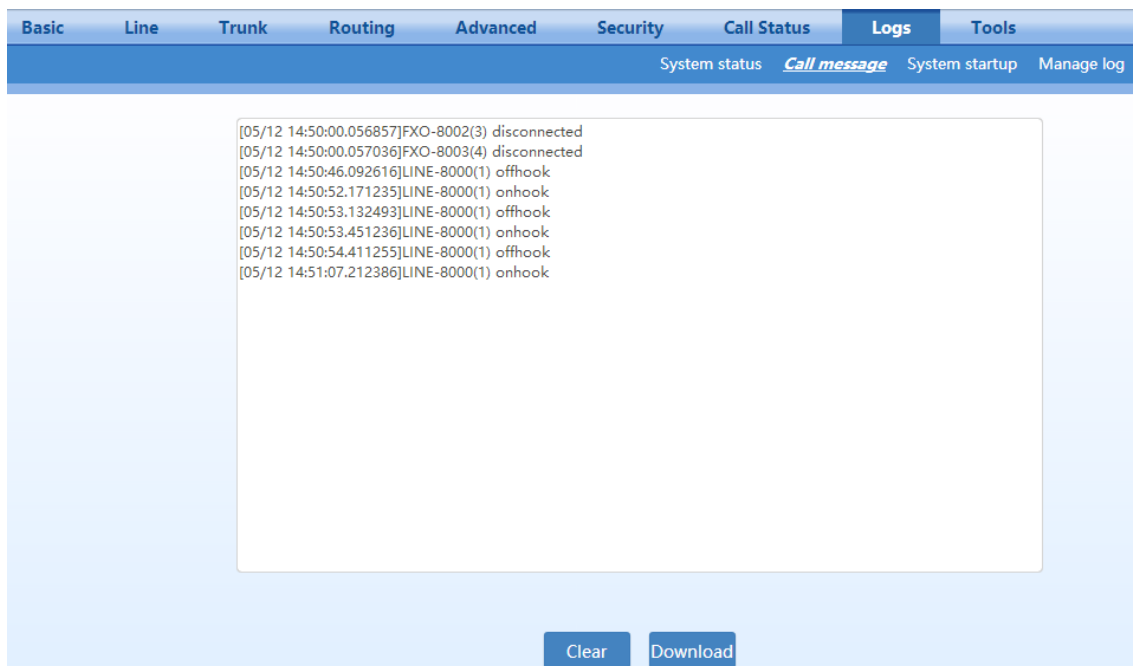 Basic Line Trunk Routing Advanced Security Call Status Logs Tools
System status Call message System startup Manage log
[05/12 14:50:00.056857]FXO-8002(3) disconnected
[05/12 14:50:00.057036]FXO-8003(4) disconnected
[05/12 14:50:46.092616]LINE-8000(1) offhook
[05/12 14:50:52.171235]LINE-8000(1) onhook
[05/12 14:50:53.132493]LINE-8000(1) offhook
[05/12 14:50:53.451236]LINE-8000(1) onhook
[05/12 14:50:54.411255]LINE-8000(1) offhook
[05/12 14:51:07.212386]LINE-8000(1) onhook
Clear Download